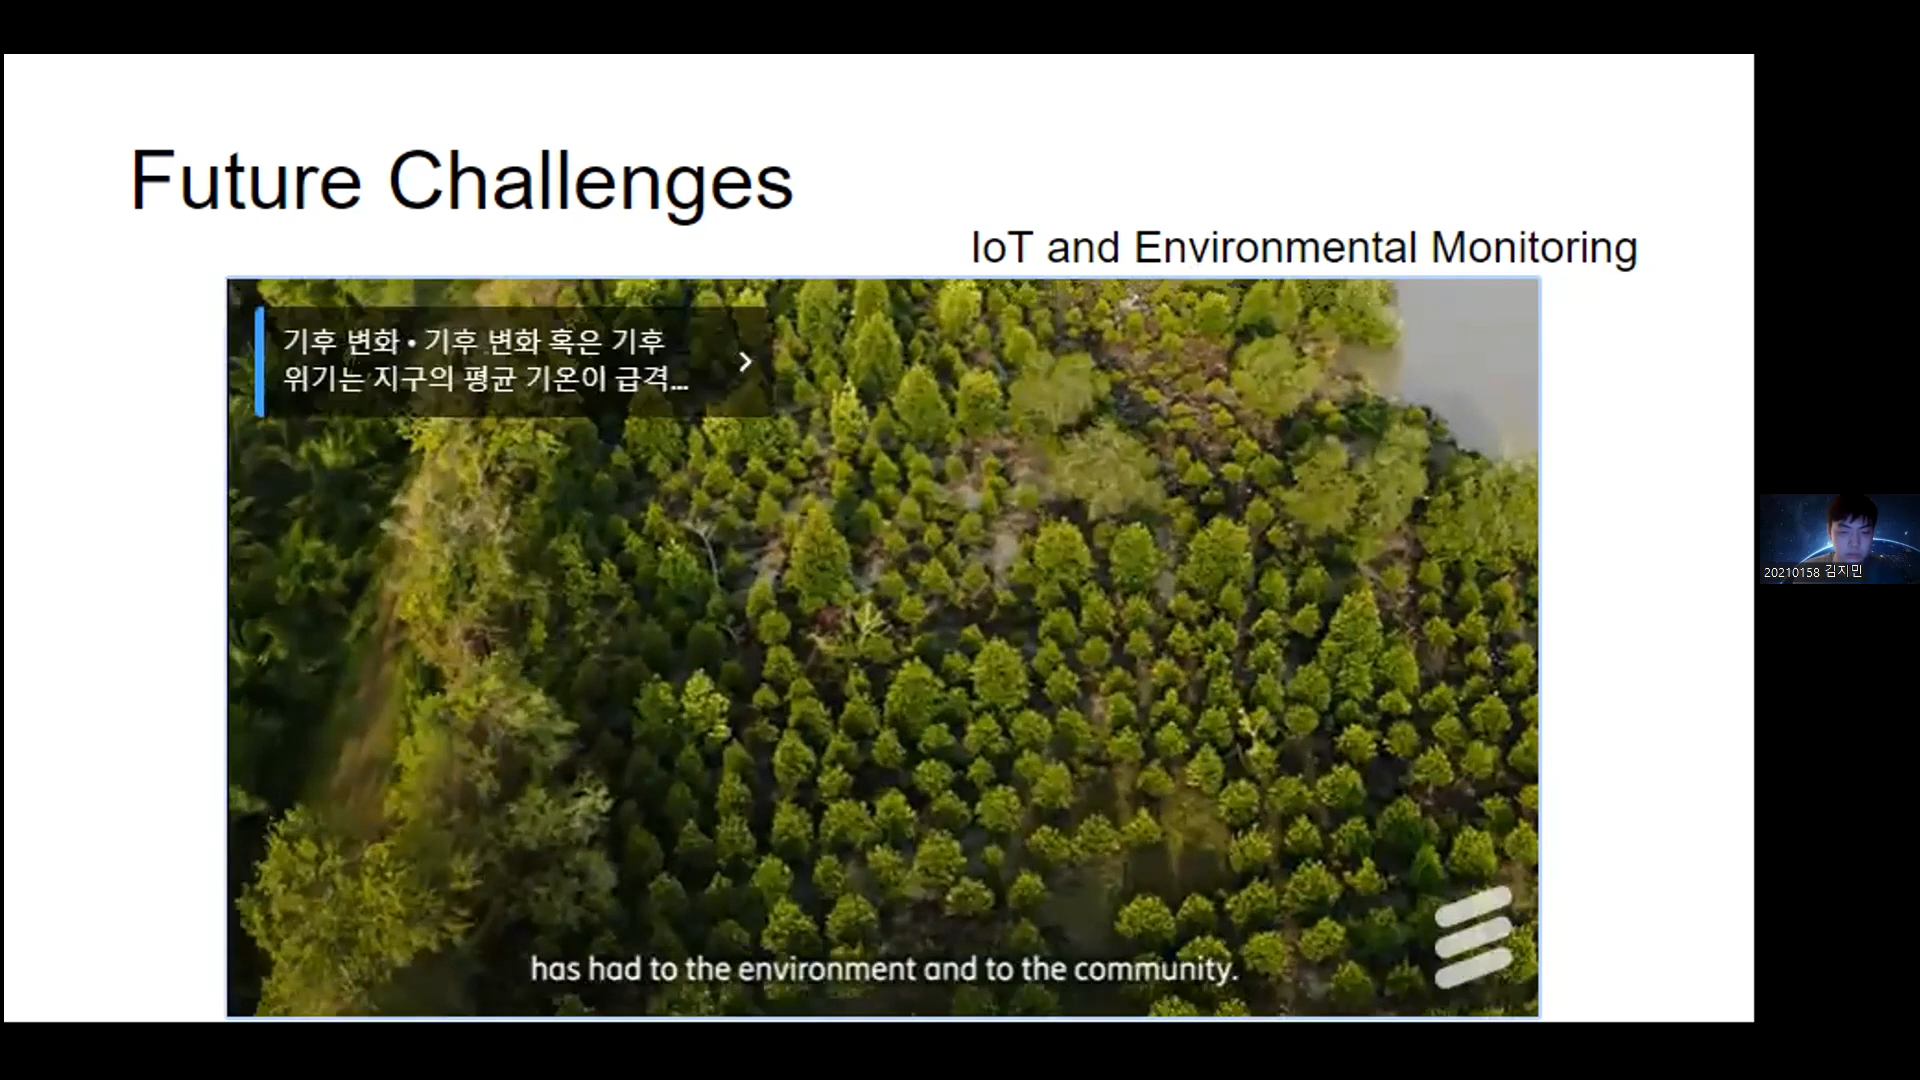 Future Challenges
IoT and Environmental Monitoring
기후 변화 • 기후 변화 혹은 기후
위기는 지구의 평균 기온이 급격...
has had to the environment and to the community.
20210158 김지민